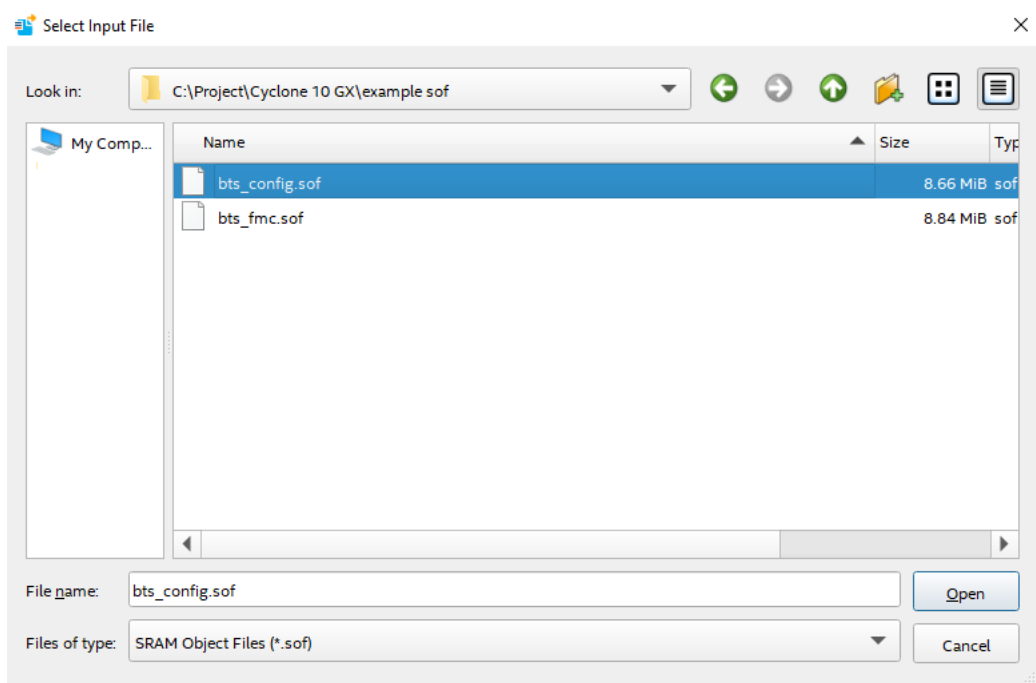 Select Input File
Look in: C:\Project\Cyclone 10 GX\example sof
My Comp...
Name Size Typ
bts_config.sof 8.66 MiB sof
bts_fmc.sof 8.84 MiB sof
File name: bts_config.sof Open
Files of type: SRAM Object Files (*.sof) Cancel